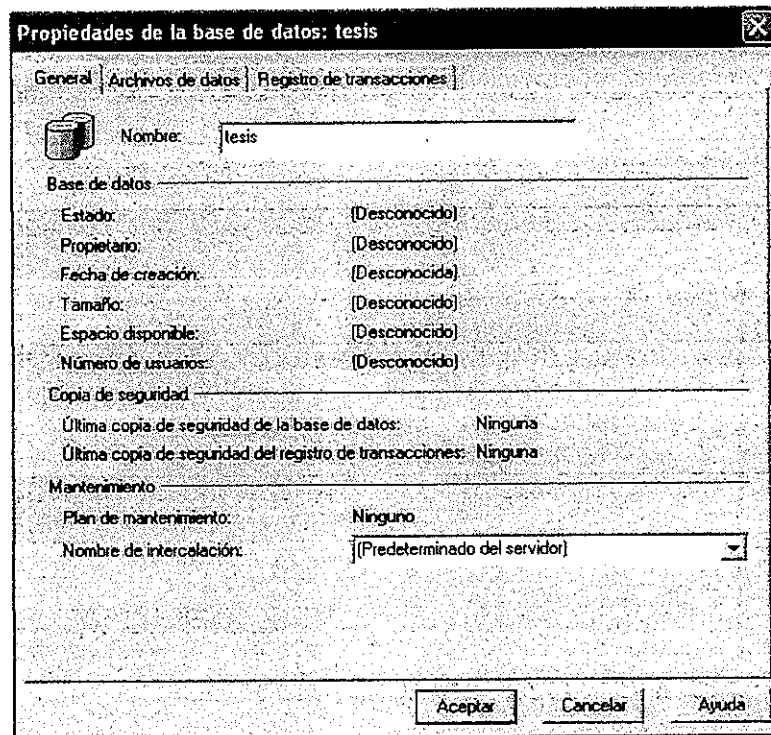 Propiedades de la base de datos: tesis
General Archivos de datos Registro de transacciones
Nombre: tesis
Base de datos
Estado: (Desconocido)
Propietario: (Desconocido)
Fecha de creación: (Desconocida)
Tamaño: (Desconocido)
Espacio disponible: (Desconocido)
Número de usuarios: (Desconocido)
Copia de seguridad
Última copia de seguridad de la base de datos: Ninguna
Última copia de seguridad del registro de transacciones: Ninguna
Mantenimiento
Plan de mantenimiento: Ninguno
Nombre de intercalación: (Predeterminado del servidor)
Aceptar Cancelar Ayuda